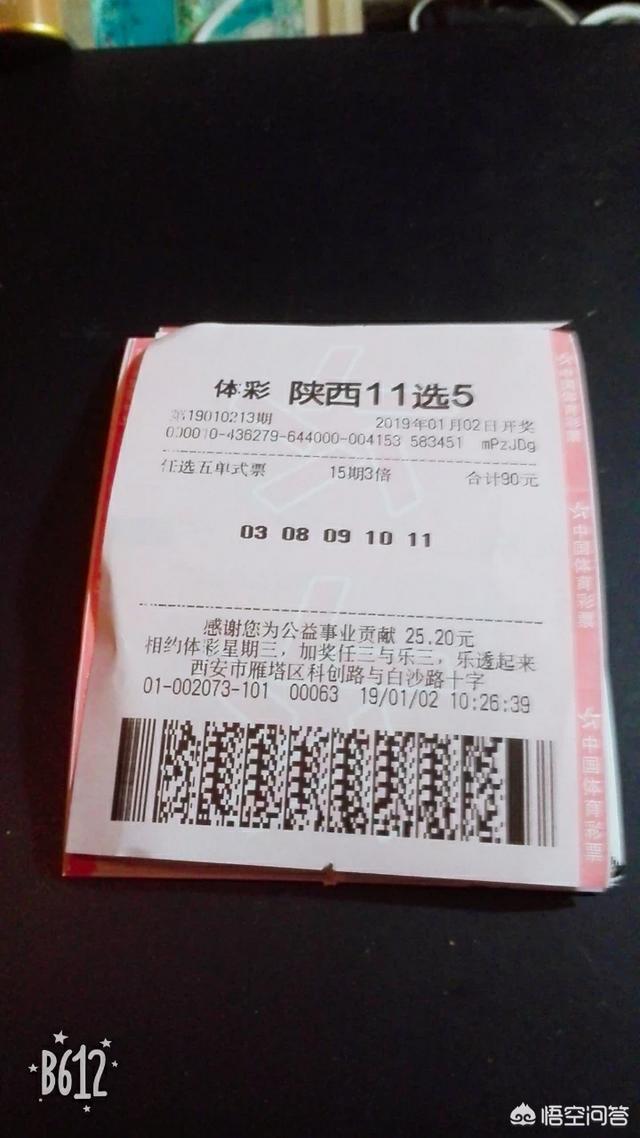 体彩 陕西11选5
第19010213期 2019年01月02日开奖
000010-436279-644000-004153 583451 mPzJDg
任选五单式票 15期3倍 合计90元
03 08 09 10 11
感谢您为公益事业贡献 25.20元
相约体彩星期三，加奖任三与乐三，乐透起来
西安市雁塔区科创路与白沙路十字
01-002073-101 00063 19/01/02 10:26:39
中国体育彩票
中国体育彩票
中国体育彩票
B612
悟空问答